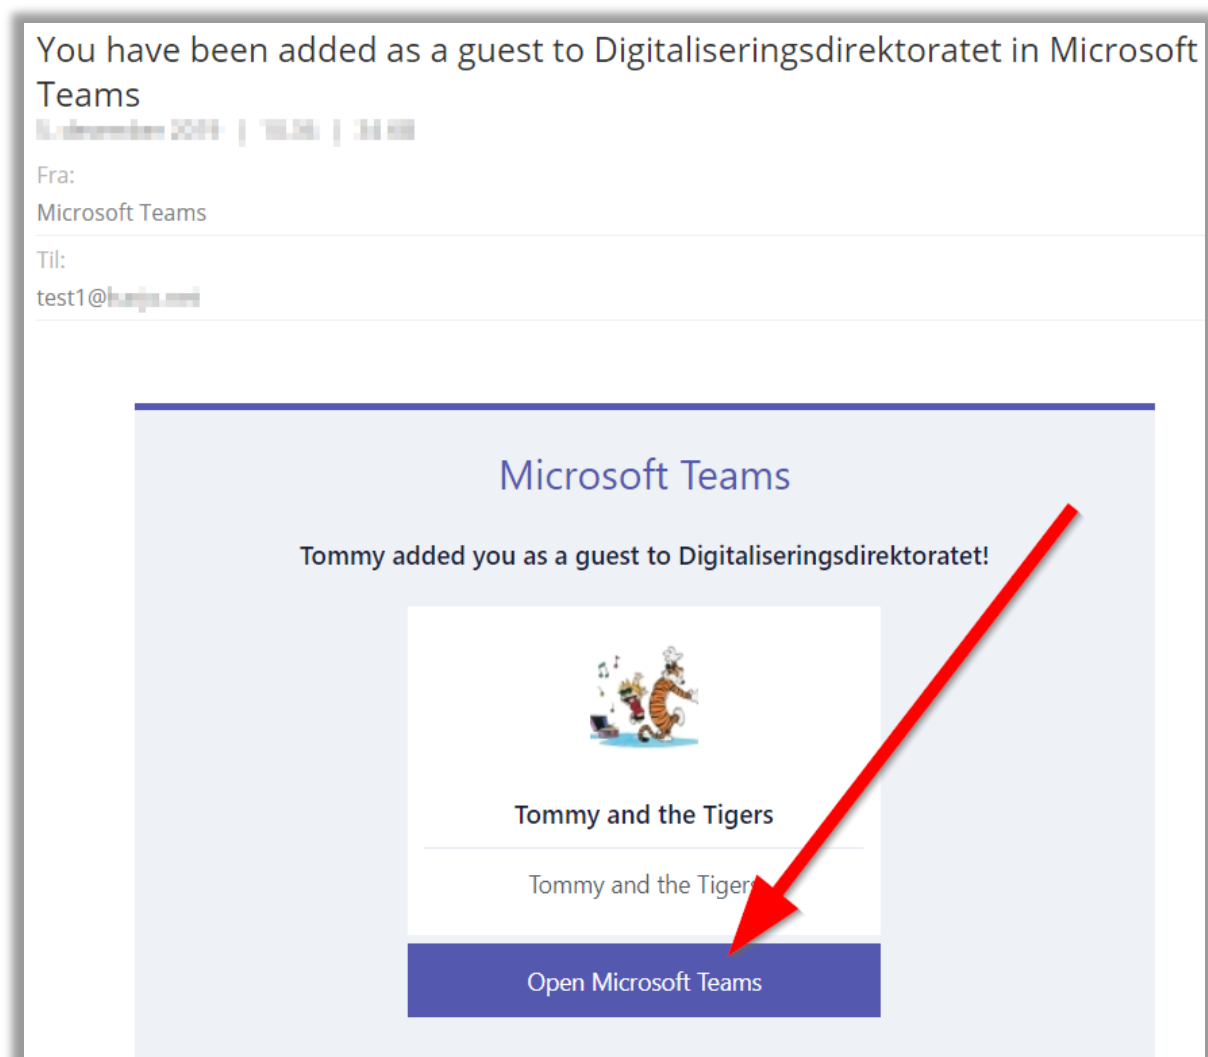 You have been added as a guest to Digitaliseringsdirektoratet in Microsoft
Teams
Fra:
Microsoft Teams
Til:
test1@
Microsoft Teams
Tommy added you as a guest to Digitaliseringsdirektoratet!
Tommy and the Tigers
Tommy and the Tigers
Open Microsoft Teams